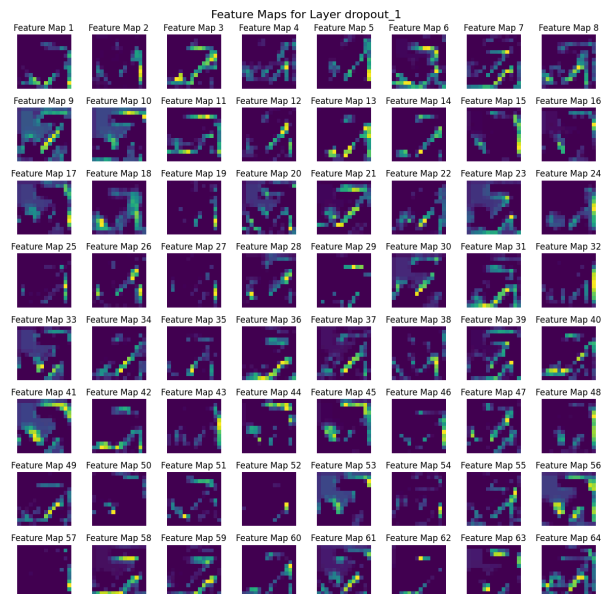 Feature Maps for Layer dropout_1
Feature Map 1 Feature Map 2 Feature Map 3 Feature Map 4 Feature Map 5 Feature Map 6 Feature Map 7 Feature Map 8
Feature Map 9 Feature Map 10 Feature Map 11 Feature Map 12 Feature Map 13 Feature Map 14 Feature Map 15 Feature Map 16
Feature Map 17 Feature Map 18 Feature Map 19 Feature Map 20 Feature Map 21 Feature Map 22 Feature Map 23 Feature Map 24
Feature Map 25 Feature Map 26 Feature Map 27 Feature Map 28 Feature Map 29 Feature Map 30 Feature Map 31 Feature Map 32
Feature Map 33 Feature Map 34 Feature Map 35 Feature Map 36 Feature Map 37 Feature Map 38 Feature Map 39 Feature Map 40
Feature Map 41 Feature Map 42 Feature Map 43 Feature Map 44 Feature Map 45 Feature Map 46 Feature Map 47 Feature Map 48
Feature Map 49 Feature Map 50 Feature Map 51 Feature Map 52 Feature Map 53 Feature Map 54 Feature Map 55 Feature Map 56
Feature Map 57 Feature Map 58 Feature Map 59 Feature Map 60 Feature Map 61 Feature Map 62 Feature Map 63 Feature Map 64